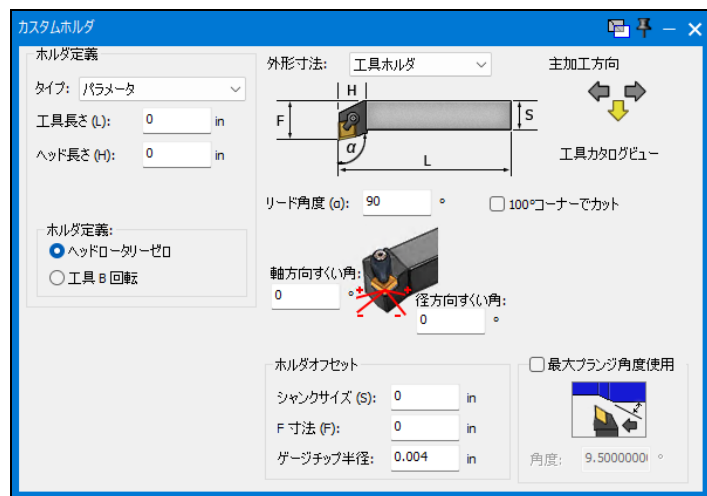 カスタムホルダ
ホルダ定義
タイプ: パラメータ
工具長さ (L): 0 in
ヘッド長さ (H): 0 in
ホルダ定義:
ヘッドロータリーゼロ
工具 B 回転
外形寸法: 工具ホルダ
H
F
S
α
L
主加工方向
工具カタログビュー
リード角度 (α): 90 °
100°コーナーでカット
軸方向すくい角:
0 °
径方向すくい角:
0 °
ホルダオフセット
シャンクサイズ (S): 0 in
F 寸法 (F): 0 in
ゲージチップ半径: 0.004 in
最大プランジ角度使用
角度: 9.5000000 °